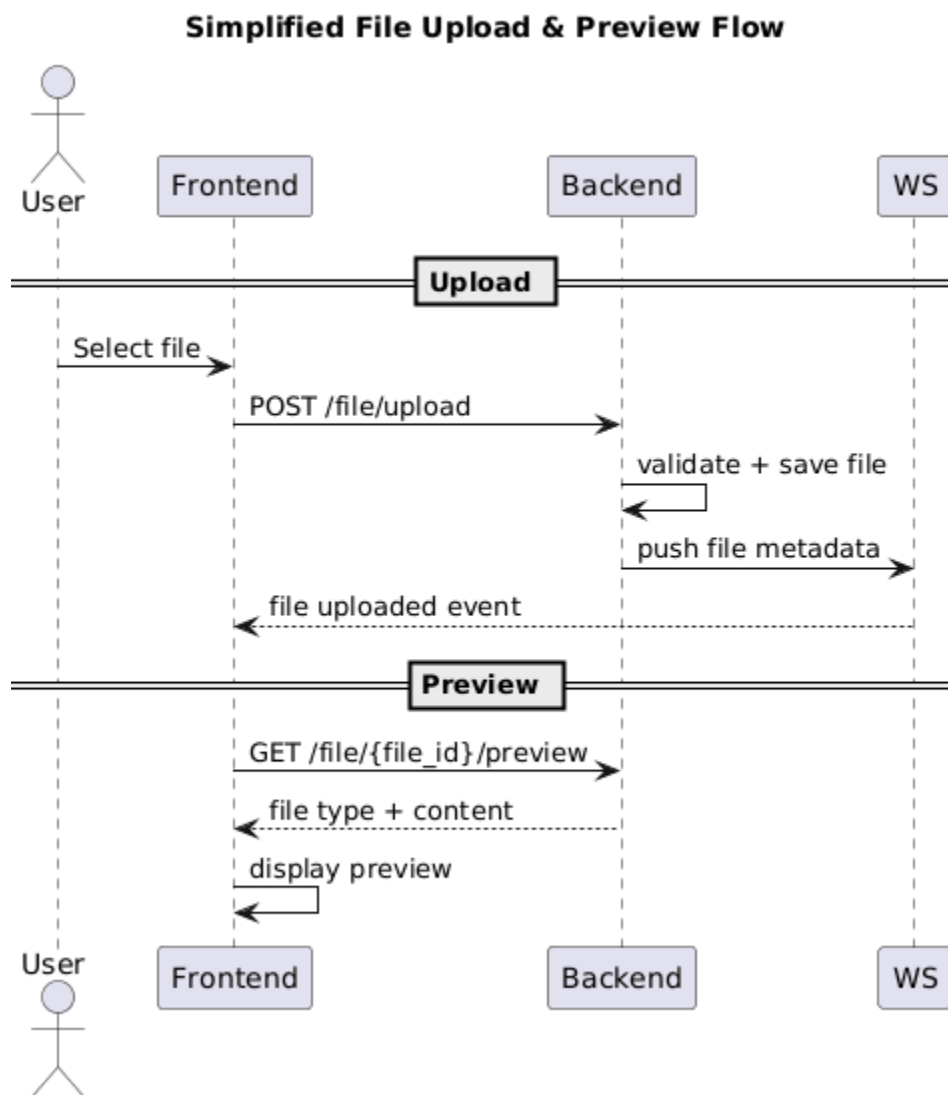 Simplified File Upload & Preview Flow
User
Frontend
Backend
WS
Upload
Select file
POST /file/upload
validate + save file
push file metadata
file uploaded event
Preview
GET /file/{file_id}/preview
file type + content
display preview
User
Frontend
Backend
WS